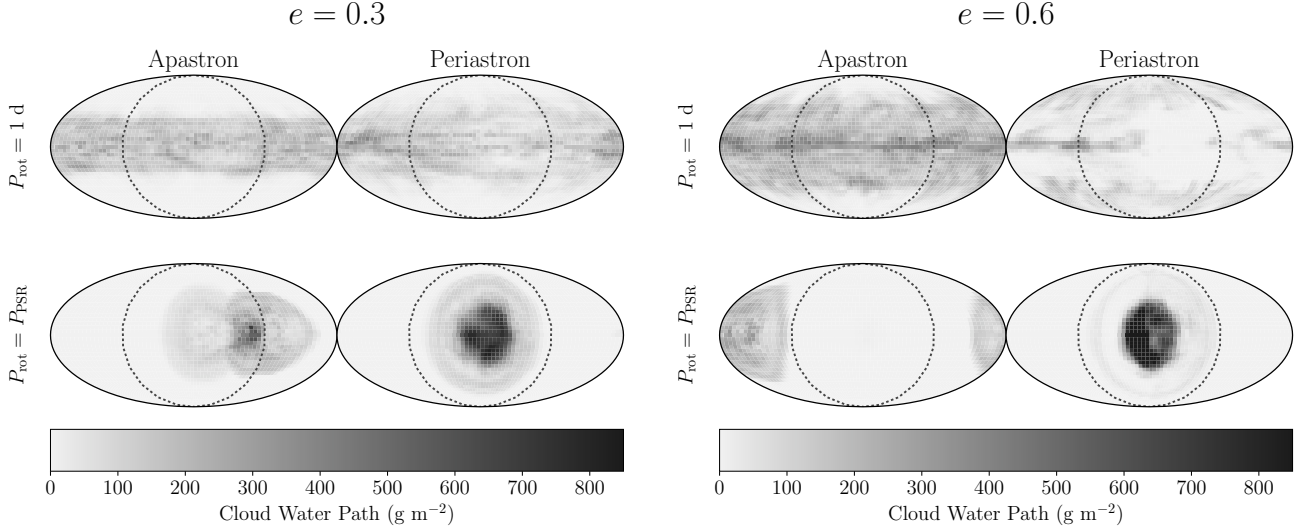 e = 0.3
e = 0.6
Apastron Periastron
Apastron Periastron
P_rot = 1 d
P_rot = 1 d
P_rot = P_PSR
P_rot = P_PSR
0 100 200 300 400 500 600 700 800
Cloud Water Path (g m⁻²)
0 100 200 300 400 500 600 700 800
Cloud Water Path (g m⁻²)